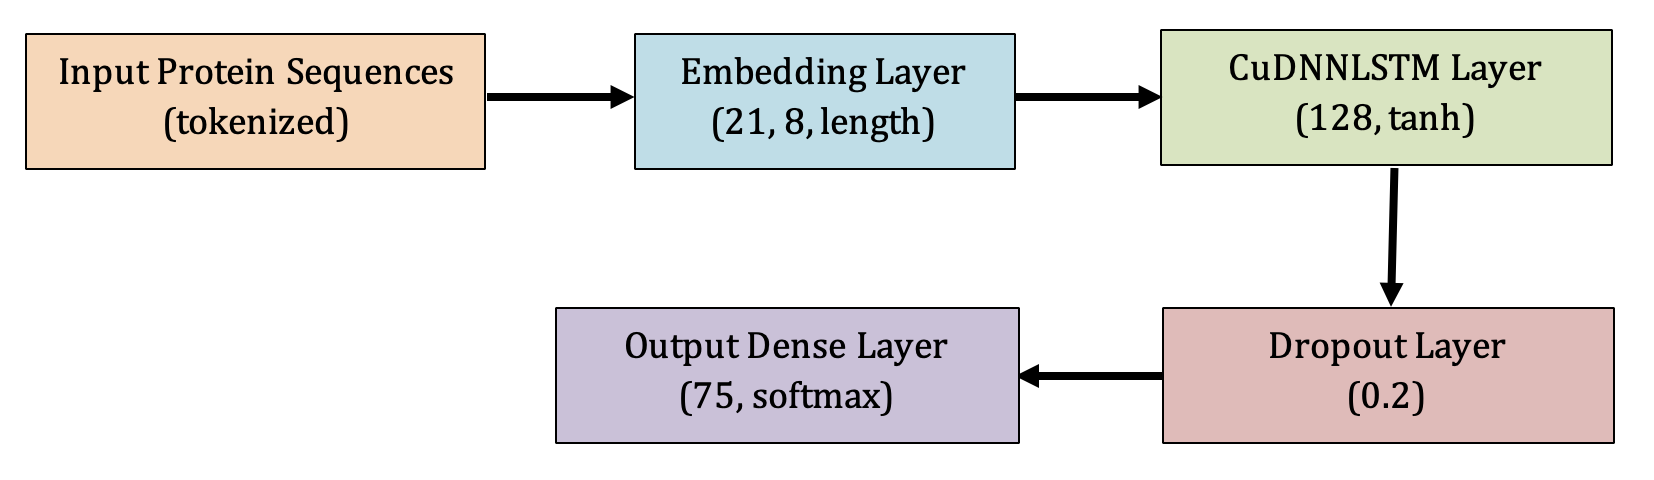 Input Protein Sequences
(tokenized)
Embedding Layer
(21, 8, length)
CuDNNLSTM Layer
(128, tanh)
Output Dense Layer
(75, softmax)
Dropout Layer
(0.2)